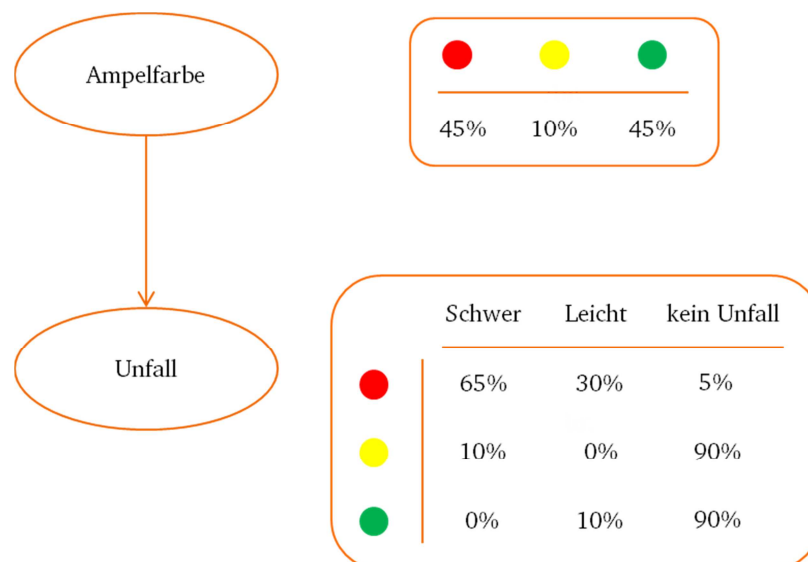 Ampelfarbe
45% 10% 45%
Unfall
Schwer Leicht kein Unfall
65% 30% 5%
10% 0% 90%
0% 10% 90%